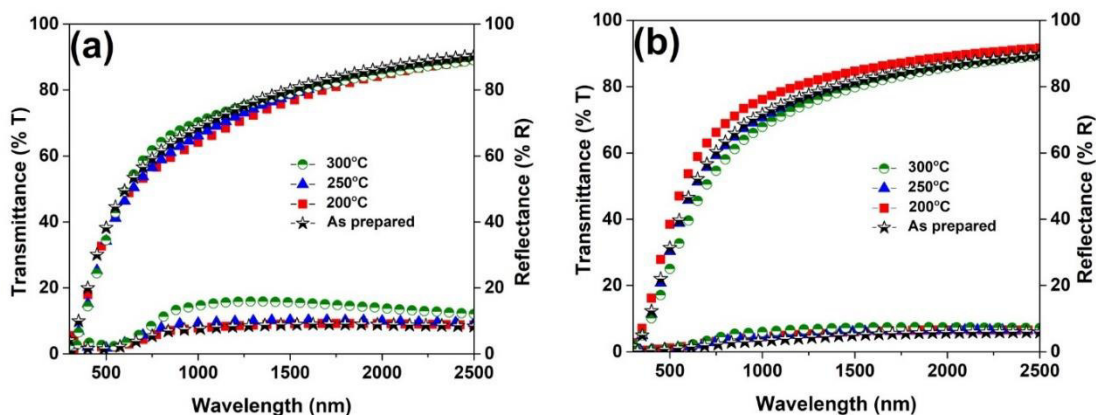 (a)
100
80
60
40
20
0
Transmittance (% T)
100
80
60
40
20
0
Reflectance (% R)
300°C
250°C
200°C
As prepared
500
1000
1500
2000
2500
Wavelength (nm)
(b)
100
80
60
40
20
0
Transmittance (% T)
100
80
60
40
20
0
Reflectance (% R)
300°C
250°C
200°C
As prepared
500
1000
1500
2000
2500
Wavelength (nm)